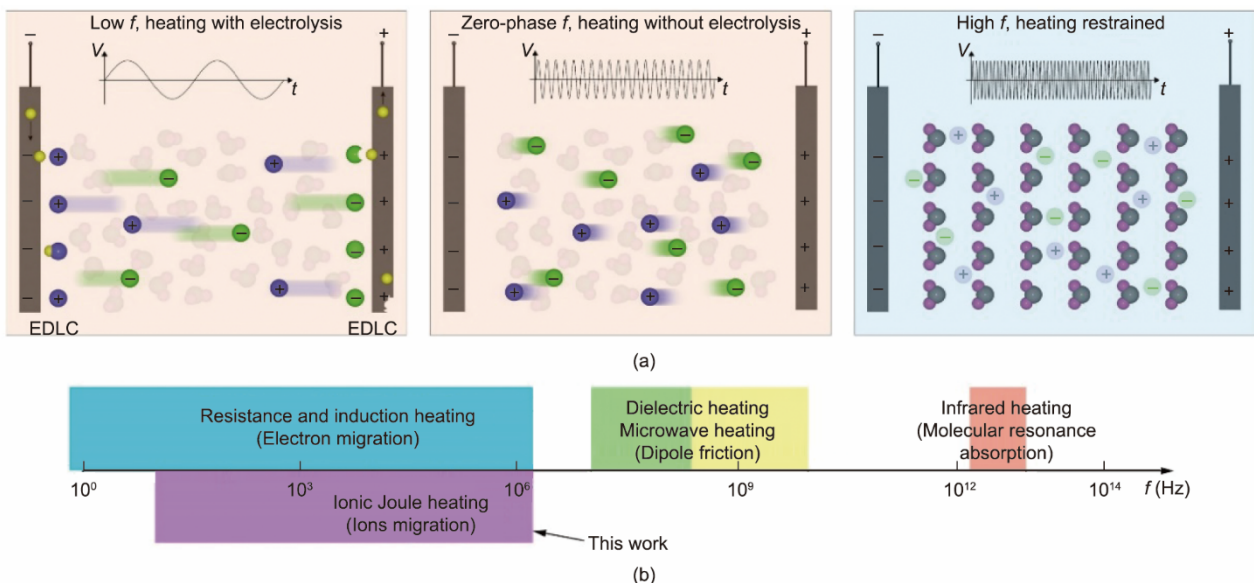 Low f, heating with electrolysis
Zero-phase f, heating without electrolysis
High f, heating restrained
− + − + − +
V t
V t
V t
EDLC EDLC
(a)
Resistance and induction heating
(Electron migration)
Dielectric heating
Microwave heating
(Dipole friction)
Infrared heating
(Molecular resonance
absorption)
10⁰ 10³ 10⁶ 10⁹ 10¹² 10¹⁴ f (Hz)
Ionic Joule heating
(Ions migration)
This work
(b)